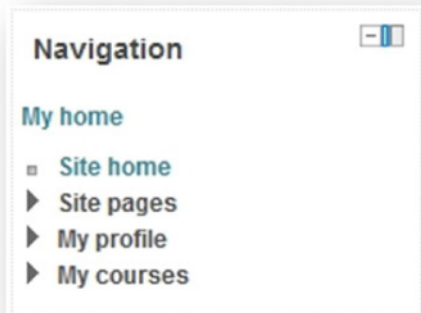 Navigation
My home
Site home
Site pages
My profile
My courses